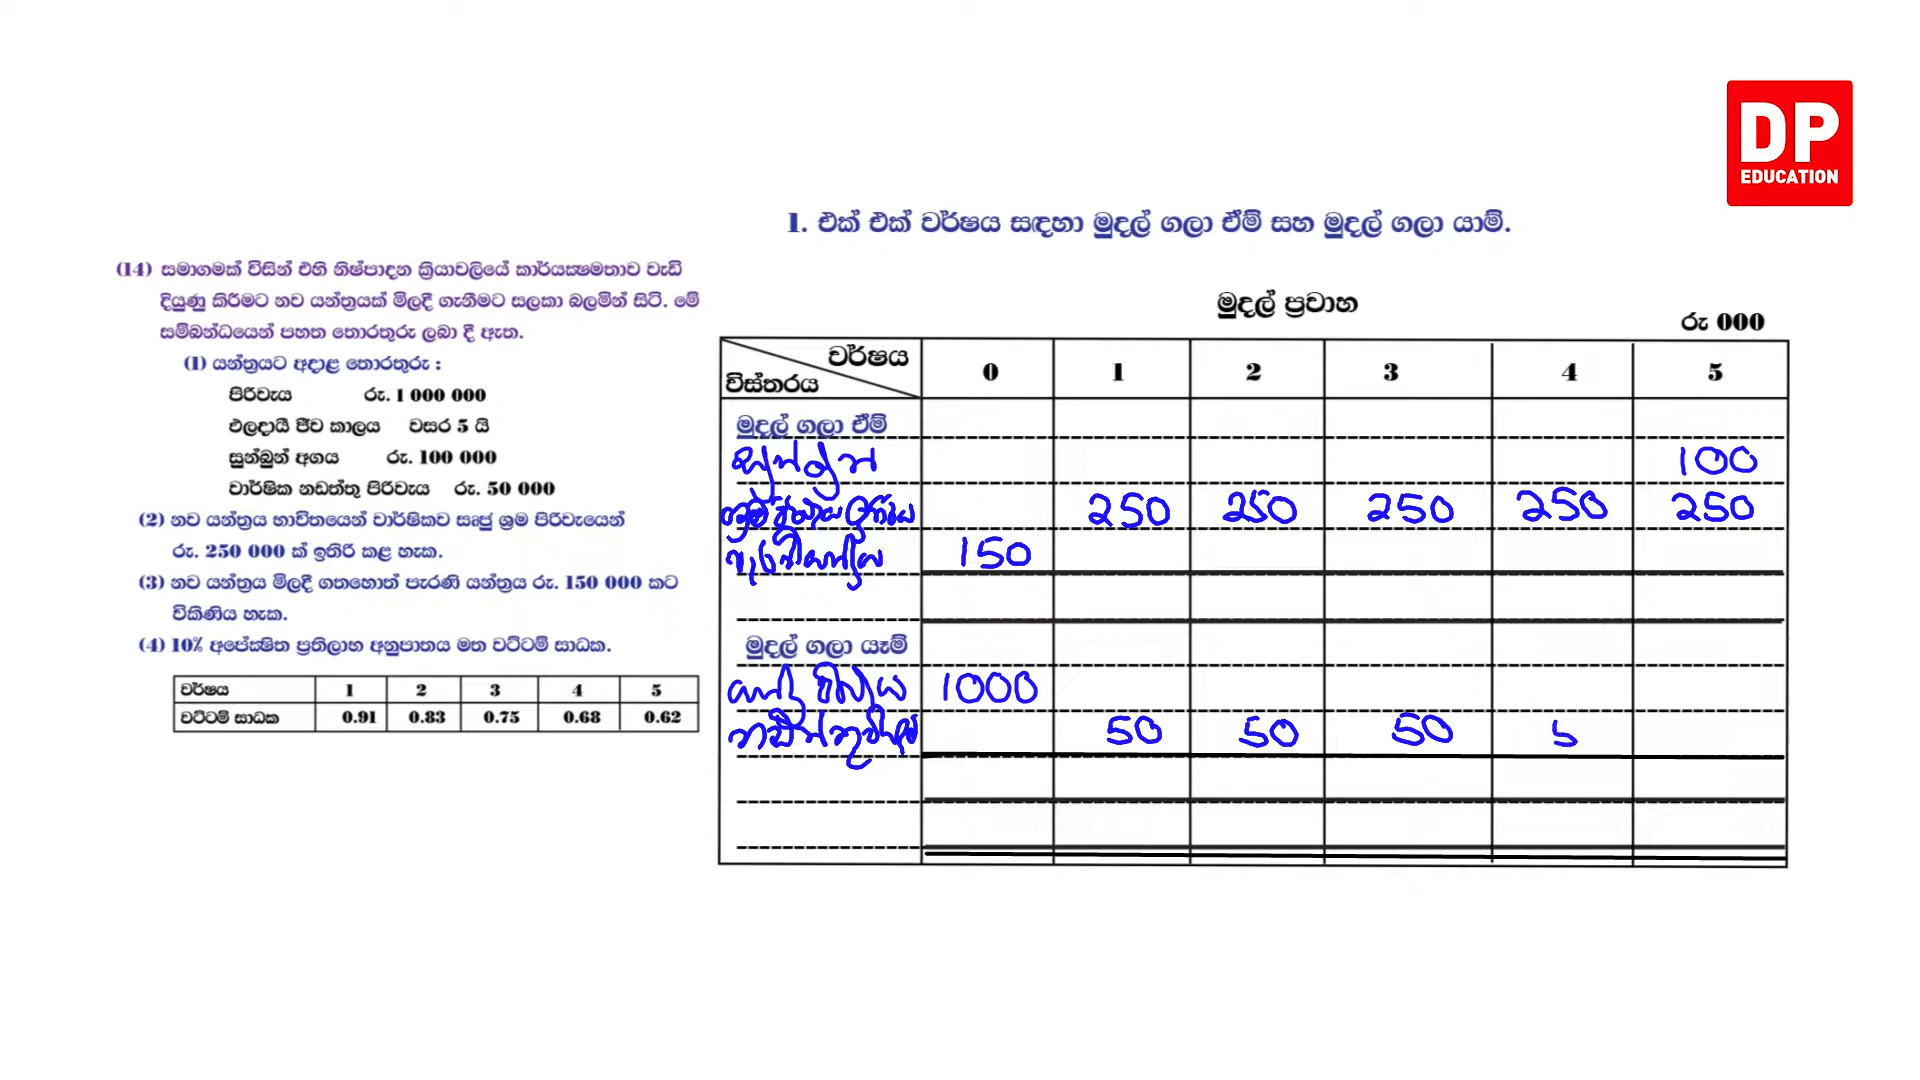 DP
EDUCATION
1. එක් එක් වර්ෂය සඳහා මුදල් ගලා ඒම් සහ මුදල් ගලා යාම්.
(14) සමාගමක් විසින් එහි නිෂ්පාදන ක්‍රියාවලියේ කාර්යක්‍ෂමතාව වැඩි
දියුණු කිරීමට නව යන්ත්‍රයක් මිලදී ගැනීමට සලකා බලමින් සිටී. මේ
සම්බන්ධයෙන් පහත තොරතුරු ලබා දී ඇත.
(1) යන්ත්‍රයට අදාළ තොරතුරු :
පිරිවැය රු. 1 000 000
ඵලදායී ජීව කාලය වසර 5 යි
සුන්බුන් අගය රු. 100 000
වාර්ෂික නඩත්තු පිරිවැය රු. 50 000
(2) නව යන්ත්‍රය භාවිතයෙන් වාර්ෂිකව සෘජු ශ්‍රම පිරිවැයෙන්
රු. 250 000 ක් ඉතිරි කළ හැක.
(3) නව යන්ත්‍රය මිලදී ගතහොත් පැරණි යන්ත්‍රය රු. 150 000 කට
විකිණිය හැක.
(4) 10% අපේක්‍ෂිත ප්‍රතිලාභ අනුපාතය මත වට්ටම් සාධක.
වර්ෂය 1 2 3 4 5
වට්ටම් සාධක 0.91 0.83 0.75 0.68 0.62
මුදල් ප්‍රවාහ
රු 000
වර්ෂය
විස්තරය 0 1 2 3 4 5
මුදල් ගලා ඒම්
සුන්බුන් 100
250 250 250 250 250
150
මුදල් ගලා යෑම්
1000
50 50 50 5